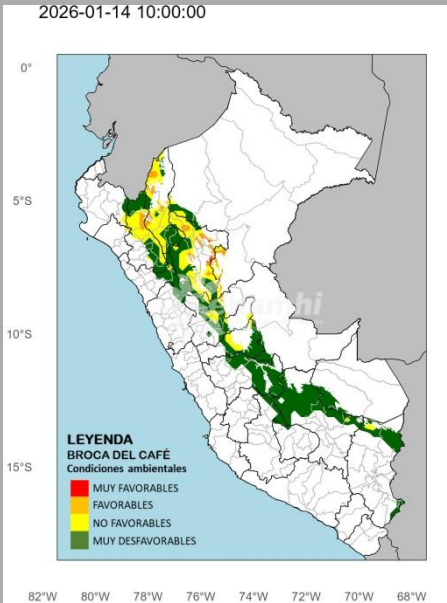 2026-01-14 10:00:00
0°
5°S
10°S
15°S
senamhi
LEYENDA
BROCA DEL CAFÉ
Condiciones ambientales
MUY FAVORABLES
FAVORABLES
NO FAVORABLES
MUY DESFAVORABLES
82°W 80°W 78°W 76°W 74°W 72°W 70°W 68°W